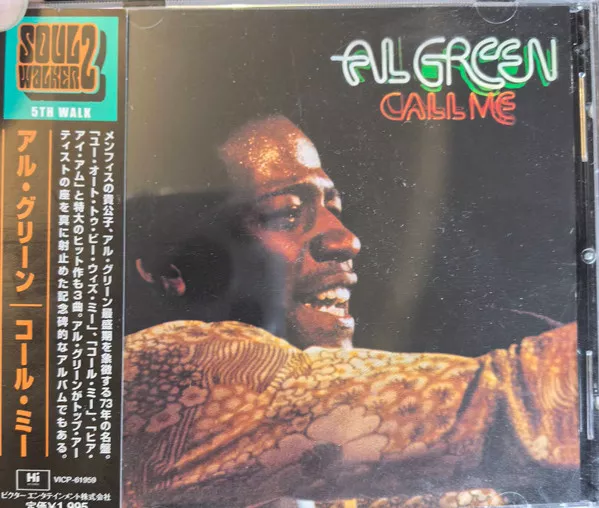 SOUL
WALKER 2!
5TH WALK
アル・グリーン | コール・ミー
メンフィスの貴公子、アル・グリーン最盛期を象徴する73年の名盤。
「ユー・オート・トゥ・ビー・ウィズ・ミー」、「コール・ミー」、「ヒア・
アイ・アム」と特大のヒット作も3曲。アル・グリーンがトップ・アー
ティストの座を真に射止めた記念碑的なアルバムでもある。
Hi
VICP-61959
ビクターエンタテインメント株式会社
定価¥1,995
AL GREEN
CALL ME